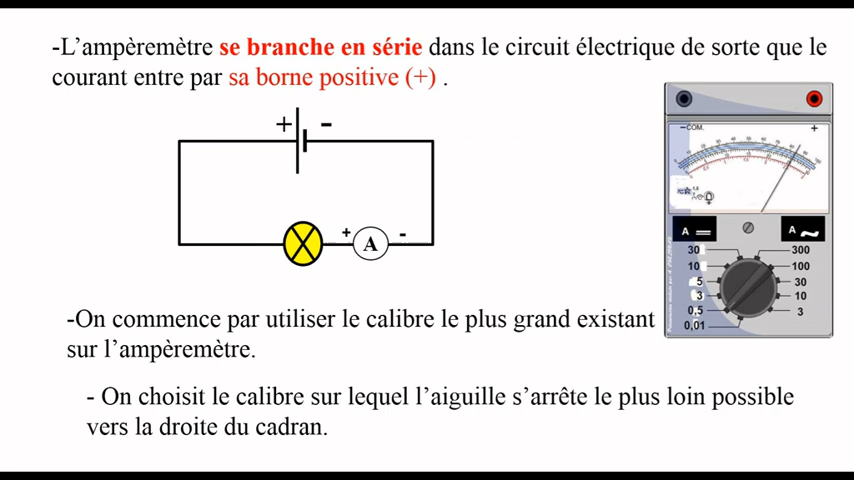 -L'ampèremètre se branche en série dans le circuit électrique de sorte que le
courant entre par sa borne positive (+) .
+ -
+ A -
-COM. +
A A
30 300
10 100
5 30
3 10
0,5 3
0,01
-On commence par utiliser le calibre le plus grand existant
sur l'ampèremètre.
- On choisit le calibre sur lequel l'aiguille s'arrête le plus loin possible
vers la droite du cadran.